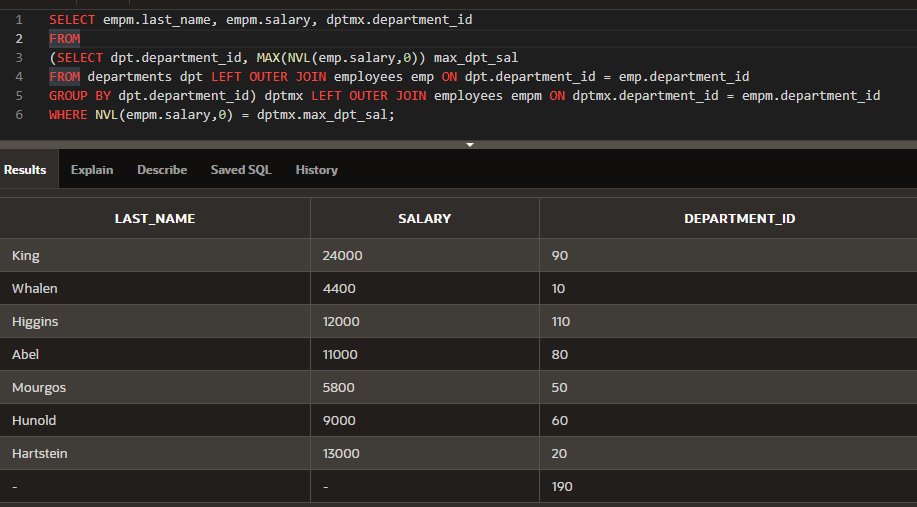 1 SELECT empm.last_name, empm.salary, dptmx.department_id
2 FROM
3 (SELECT dpt.department_id, MAX(NVL(emp.salary,0)) max_dpt_sal
4 FROM departments dpt LEFT OUTER JOIN employees emp ON dpt.department_id = emp.department_id
5 GROUP BY dpt.department_id) dptmx LEFT OUTER JOIN employees empm ON dptmx.department_id = empm.department_id
6 WHERE NVL(empm.salary,0) = dptmx.max_dpt_sal;
Results Explain Describe Saved SQL History
LAST_NAME SALARY DEPARTMENT_ID
King 24000 90
Whalen 4400 10
Higgins 12000 110
Abel 11000 80
Mourgos 5800 50
Hunold 9000 60
Hartstein 13000 20
- - 190